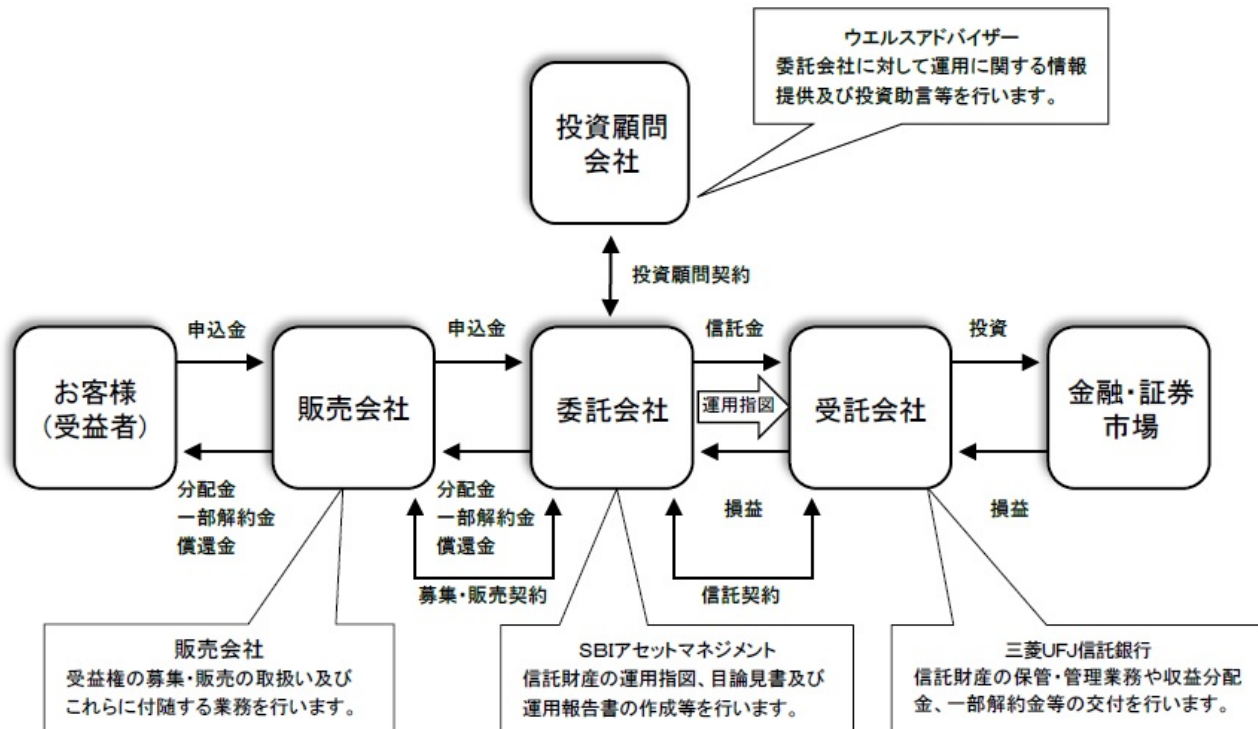 ウエルスアドバイザー
委託会社に対して運用に関する情報
提供及び投資助言等を行います。
投資顧問
会社
投資顧問契約
申込金
申込金
信託金
投資
お客様
（受益者）
販売会社
委託会社
運用指図
受託会社
金融・証券
市場
分配金
一部解約金
償還金
分配金
一部解約金
償還金
損益
損益
募集・販売契約
信託契約
販売会社
受益権の募集・販売の取扱い及び
これらに付随する業務を行います。
SBIアセットマネジメント
信託財産の運用指図、目論見書及び
運用報告書の作成等を行います。
三菱UFJ信託銀行
信託財産の保管・管理業務や収益分配
金、一部解約金等の交付を行います。